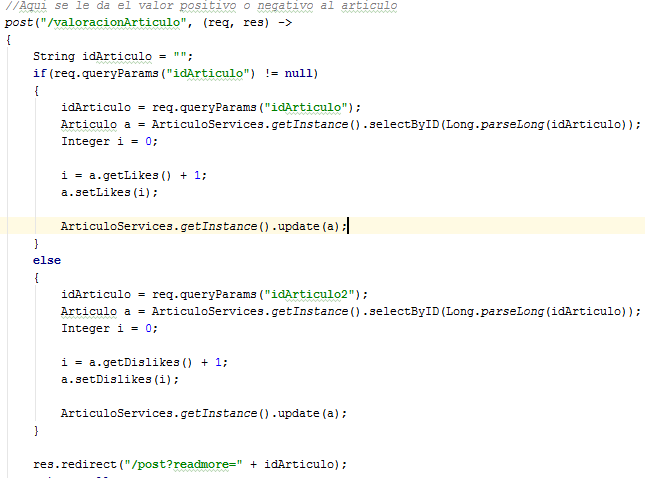 //Aqui se le da el valor positivo o negativo al articulo
post("/valoracionArticulo", (req, res) ->
{
String idArticulo = "";
if(req.queryParams("idArticulo") != null)
{
idArticulo = req.queryParams("idArticulo");
Articulo a = ArticuloServices.getInstance().selectByID(Long.parseLong(idArticulo));
Integer i = 0;
i = a.getLikes() + 1;
a.setLikes(i);
ArticuloServices.getInstance().update(a);
}
else
{
idArticulo = req.queryParams("idArticulo2");
Articulo a = ArticuloServices.getInstance().selectByID(Long.parseLong(idArticulo));
Integer i = 0;
i = a.getDislikes() + 1;
a.setDislikes(i);
ArticuloServices.getInstance().update(a);
}
res.redirect("/post?readmore=" + idArticulo);